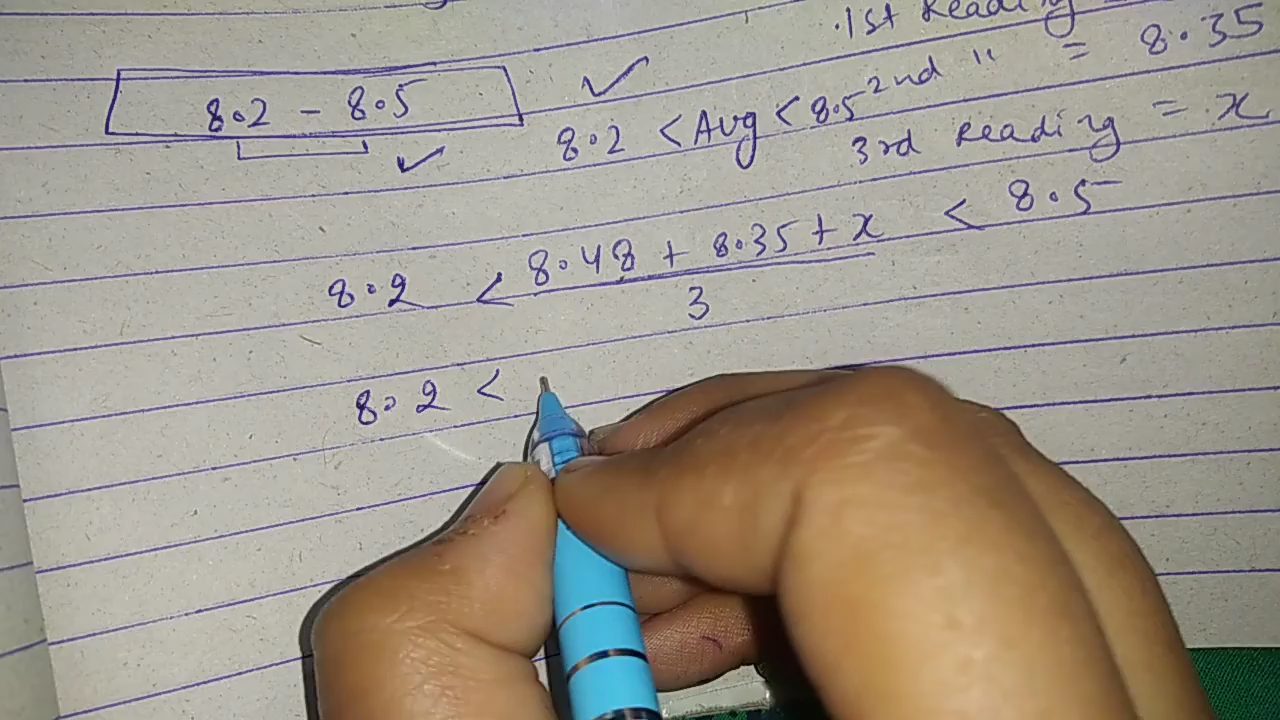 1st Reading
2nd " = 8.35
8.2 - 8.5 ✓
8.2 < Avg < 8.5
✓
3rd Reading = x
8.2 < 8.48 + 8.35 + x < 8.5
3
8.2 <